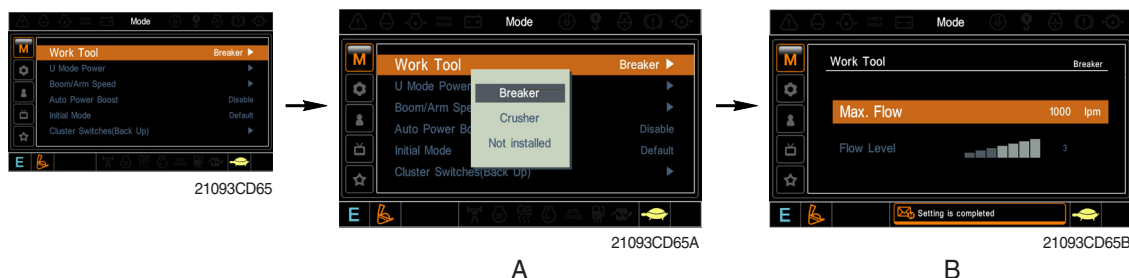 CHECK ENGINE
Mode
M
Work Tool Breaker
U Mode Power
Boom/Arm Speed
Auto Power Boost Disable
Initial Mode Default
Cluster Switches(Back Up)
E
21093CD65
Mode
M
Work Tool Breaker
U Mode Power
Boom/Arm Spe
Auto Power Bo Disable
Initial Mode Default
Cluster Switches(Back Up)
Breaker
Crusher
Not installed
E
21093CD65A
A
Mode
M
Work Tool Breaker
Max. Flow 1000 lpm
Flow Level 3
E
Setting is completed
21093CD65B
B